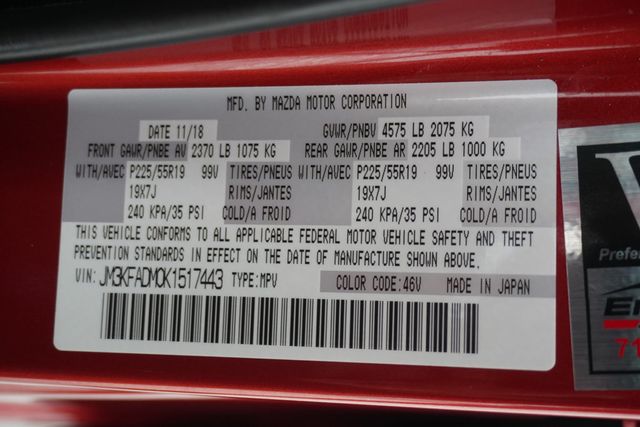 MFD. BY MAZDA MOTOR CORPORATION
DATE 11/18 GVWR/PNBV 4575 LB 2075 KG
FRONT GAWR/PNBE AV 2370 LB 1075 KG REAR GAWR/PNBE AR 2205 LB 1000 KG
WITH/AVEC P225/55R19 99V TIRES/PNEUS WITH/AVEC P225/55R19 99V TIRES/PNEUS
19X7J RIMS/JANTES 19X7J RIMS/JANTES
240 KPA/35 PSI COLD/A FROID 240 KPA/35 PSI COLD/A FROID
THIS VEHICLE CONFORMS TO ALL APPLICABLE FEDERAL MOTOR VEHICLE SAFETY AND THEFT
PREVENTION STANDARDS IN EFFECT ON THE DATE OF MANUFACTURE SHOWN ABOVE.
VIN: JM3KFADM0K1517443 TYPE:MPV COLOR CODE:46V MADE IN JAPAN
Prefer
71